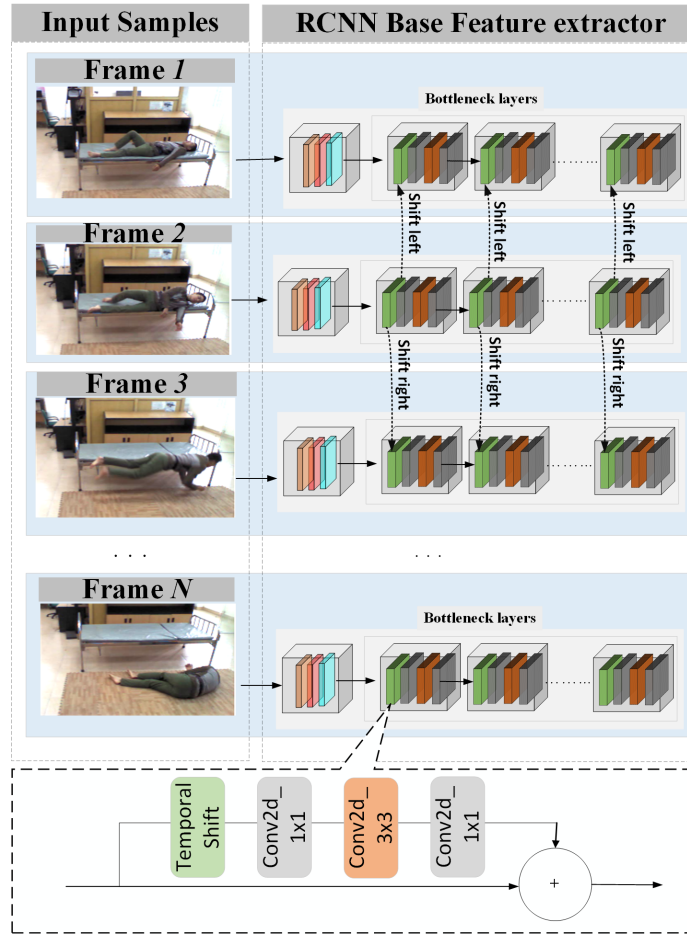 Input Samples
RCNN Base Feature extractor
Frame 1
Bottleneck layers
Shift left
Shift left
Shift left
Frame 2
Shift right
Shift right
Shift right
Frame 3
. . .
. . .
Frame N
Bottleneck layers
Temporal
Shift
Conv2d_
1x1
Conv2d_
3x3
Conv2d_
1x1
+